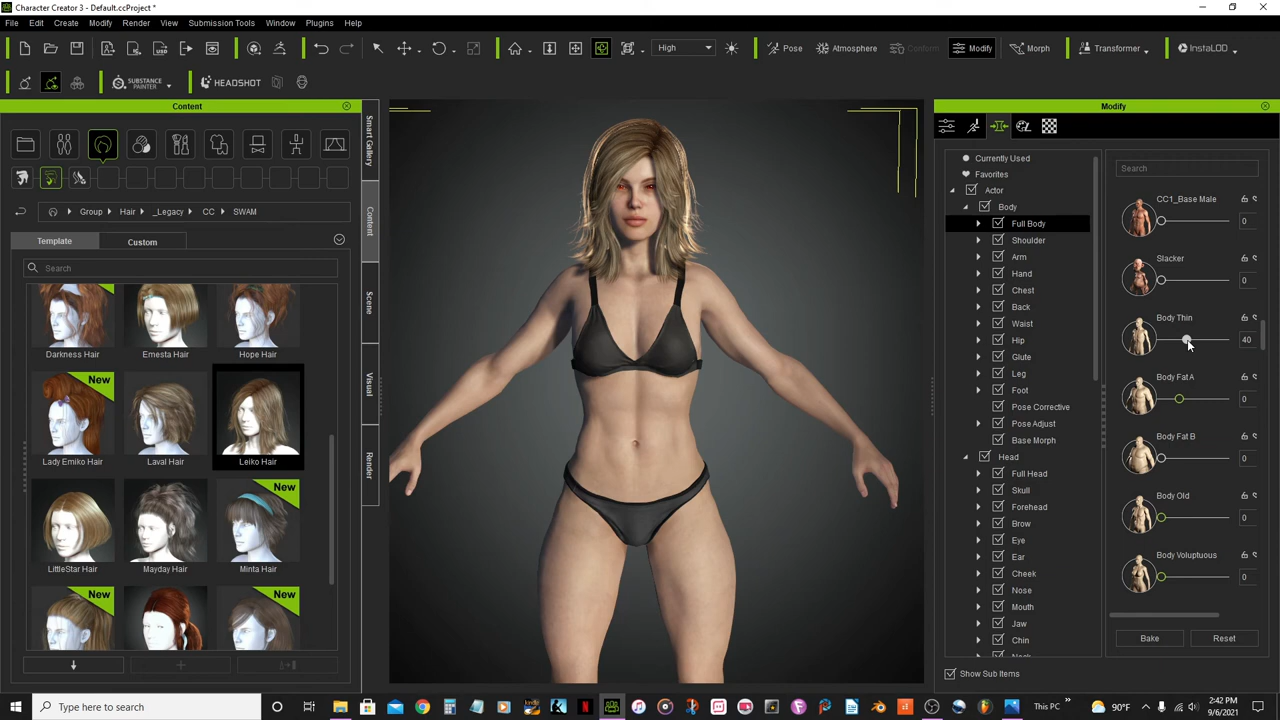 Character Creator 3 - Default.ccProject *
File Edit Create Modify Render View Submission Tools Window Plugins Help
High Pose Atmosphere Conform Modify Morph Transformer InstaLOD
SUBSTANCE PAINTER HEADSHOT
Content
Group Hair _Legacy CC SWAM
Template Custom
Search
Darkness Hair Emesta Hair Hope Hair
New
Lady Emiko Hair Laval Hair Leiko Hair
New
LittleStar Hair Mayday Hair Minta Hair
New New
Smart Gallery
Content
Scene
Visual
Render
Modify
Currently Used
Favorites
Actor
Body
Full Body
Shoulder
Arm
Hand
Chest
Back
Waist
Hip
Glute
Leg
Foot
Pose Corrective
Pose Adjust
Base Morph
Head
Full Head
Skull
Forehead
Brow
Eye
Ear
Cheek
Nose
Mouth
Jaw
Chin
Neck
Show Sub Items
Search
CC1_Base Male
0
Slacker
0
Body Thin
40
Body Fat A
0
Body Fat B
0
Body Old
0
Body Voluptuous
0
Bake Reset
Type here to search
This PC » 90°F
2:42 PM
9/6/2021